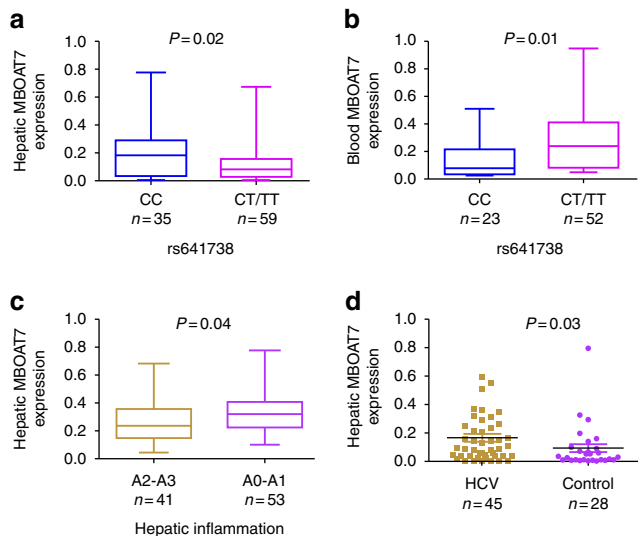 a
P=0.02
Hepatic MBOAT7
expression
1.0
0.8
0.6
0.4
0.2
0.0
CC CT/TT
n=35 n=59
rs641738
b
P=0.01
Blood MBOAT7
expression
1.0
0.8
0.6
0.4
0.2
0.0
CC CT/TT
n=23 n=52
rs641738
c
P=0.04
Hepatic MBOAT7
expression
1.0
0.8
0.6
0.4
0.2
0.0
A2-A3 A0-A1
n=41 n=53
Hepatic inflammation
d
P=0.03
Hepatic MBOAT7
expression
1.0
0.8
0.6
0.4
0.2
0.0
HCV Control
n=45 n=28